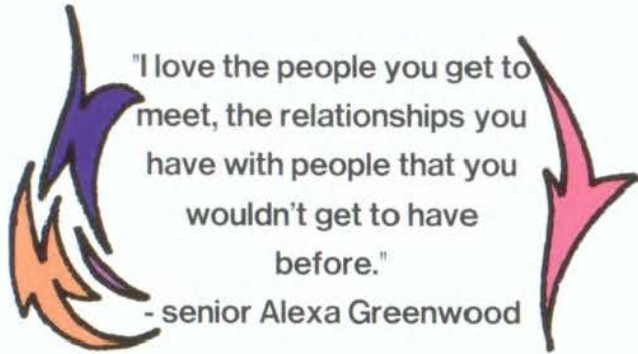 "I love the people you get to
meet, the relationships you
have with people that you
wouldn't get to have
before."
- senior Alexa Greenwood